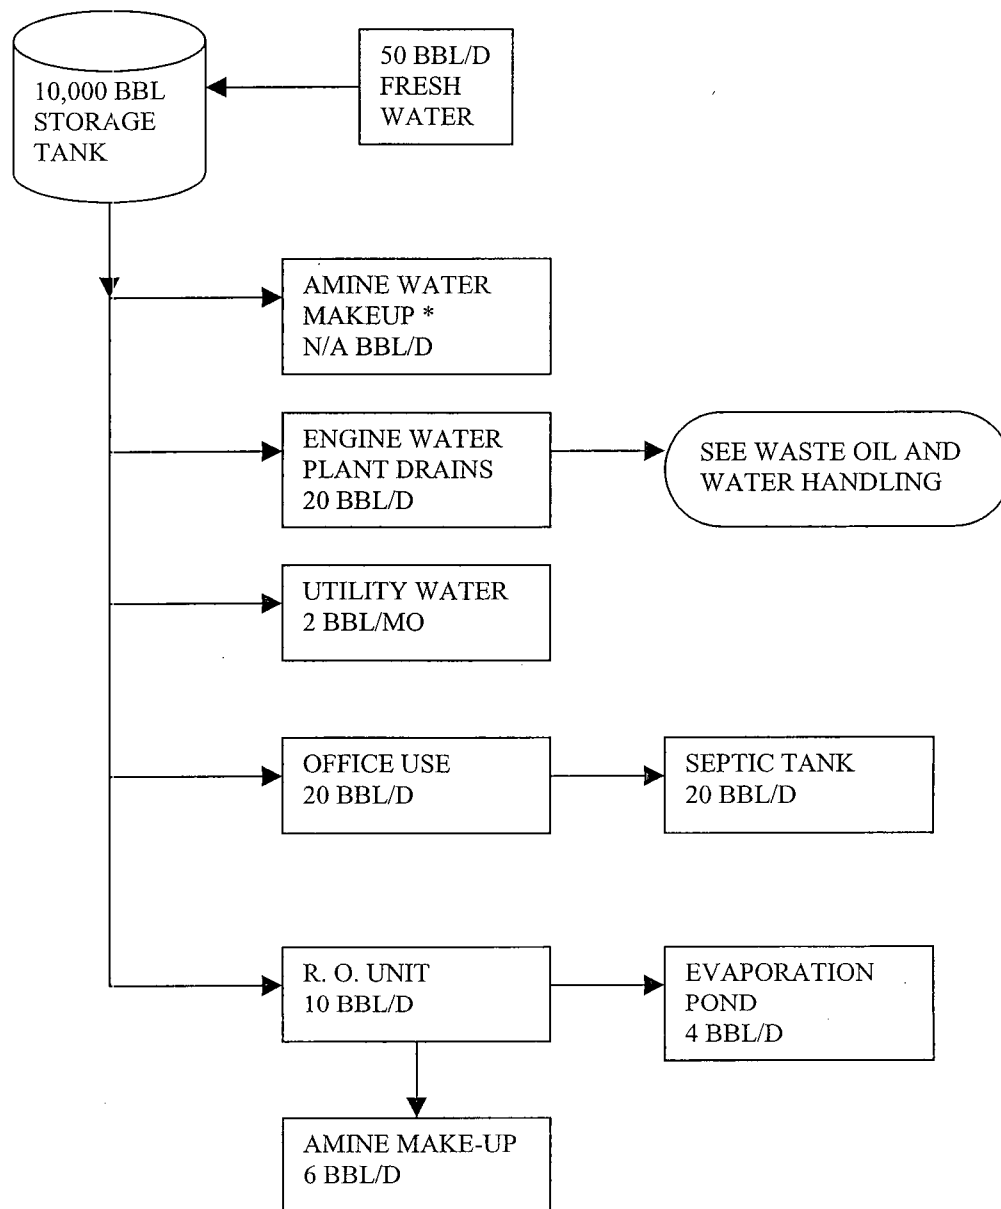 10,000 BBL
STORAGE
TANK
50 BBL/D
FRESH
WATER
AMINE WATER
MAKEUP *
N/A BBL/D
ENGINE WATER
PLANT DRAINS
20 BBL/D
SEE WASTE OIL AND
WATER HANDLING
UTILITY WATER
2 BBL/MO
OFFICE USE
20 BBL/D
SEPTIC TANK
20 BBL/D
R. O. UNIT
10 BBL/D
EVAPORATION
POND
4 BBL/D
AMINE MAKE-UP
6 BBL/D